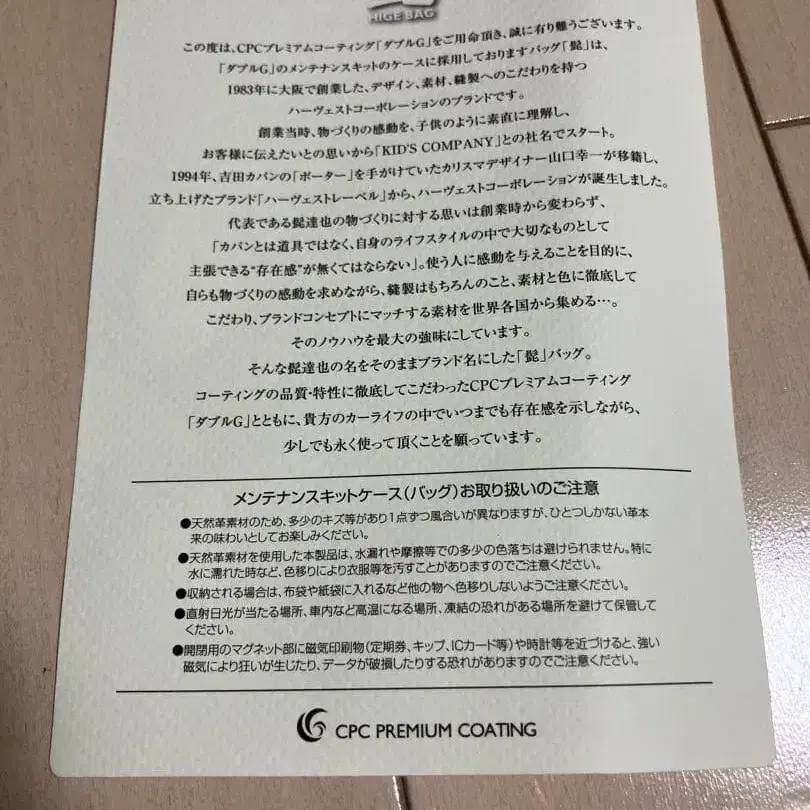 HIGE BAG
この度は、CPCプレミアムコーティング「ダブルG」をご用命頂き、誠に有り難うございます。
「ダブルG」のメンテナンスキットのケースに採用しておりますバッグ「髭」は、
1983年に大阪で創業した、デザイン、素材、縫製へのこだわりを持つ
ハーヴェストコーポレーションのブランドです。
創業当時、物づくりの感動を、子供のように素直に理解し、
お客様に伝えたいとの思いから「KID'S COMPANY」との社名でスタート。
1994年、吉田カバンの「ポーター」を手がけていたカリスマデザイナー山口幸一が移籍し、
立ち上げたブランド「ハーヴェストレーベル」から、ハーヴェストコーポレーションが誕生しました。
代表である髭達也の物づくりに対する思いは創業時から変わらず、
「カバンとは道具ではなく、自身のライフスタイルの中で大切なものとして
主張できる"存在感"が無くてはならない」。使う人に感動を与えることを目的に、
自らも物づくりの感動を求めながら、縫製はもちろんのこと、素材と色に徹底して
こだわり、ブランドコンセプトにマッチする素材を世界各国から集める…。
そのノウハウを最大の強味にしています。
そんな髭達也の名をそのままブランド名にした「髭」バッグ。
コーティングの品質・特性に徹底してこだわったCPCプレミアムコーティング
「ダブルG」とともに、貴方のカーライフの中でいつまでも存在感を示しながら、
少しでも永く使って頂くことを願っています。
メンテナンスキットケース(バッグ)お取り扱いのご注意
●天然革素材のため、多少のキズ等があり1点ずつ風合いが異なりますが、ひとつしかない革本
来の味わいとしてお楽しみください。
●天然革素材を使用した本製品は、水漏れや摩擦等での多少の色落ちは避けられません。特に
水に濡れた時など、色移りにより衣服等を汚すことがありますのでご注意ください。
●収納される場合は、布袋や紙袋に入れるなど他の物へ色移りしないようご注意ください。
●直射日光が当たる場所、車内など高温になる場所、凍結の恐れがある場所を避けて保管して
ください。
●開閉用のマグネット部に磁気印刷物(定期券、キップ、ICカード等)や時計等を近づけると、強い
磁気により狂いが生じたり、データが破損したりする恐れがありますのでご注意ください。
CPC PREMIUM COATING